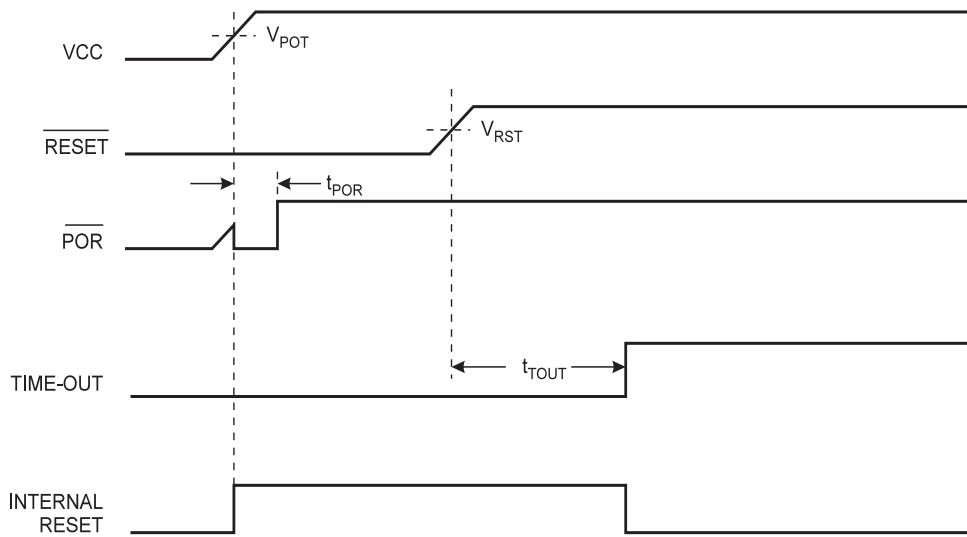 VCC
V_POT
RESET
V_RST
t_POR
POR
TIME-OUT
t_TOUT
INTERNAL
RESET